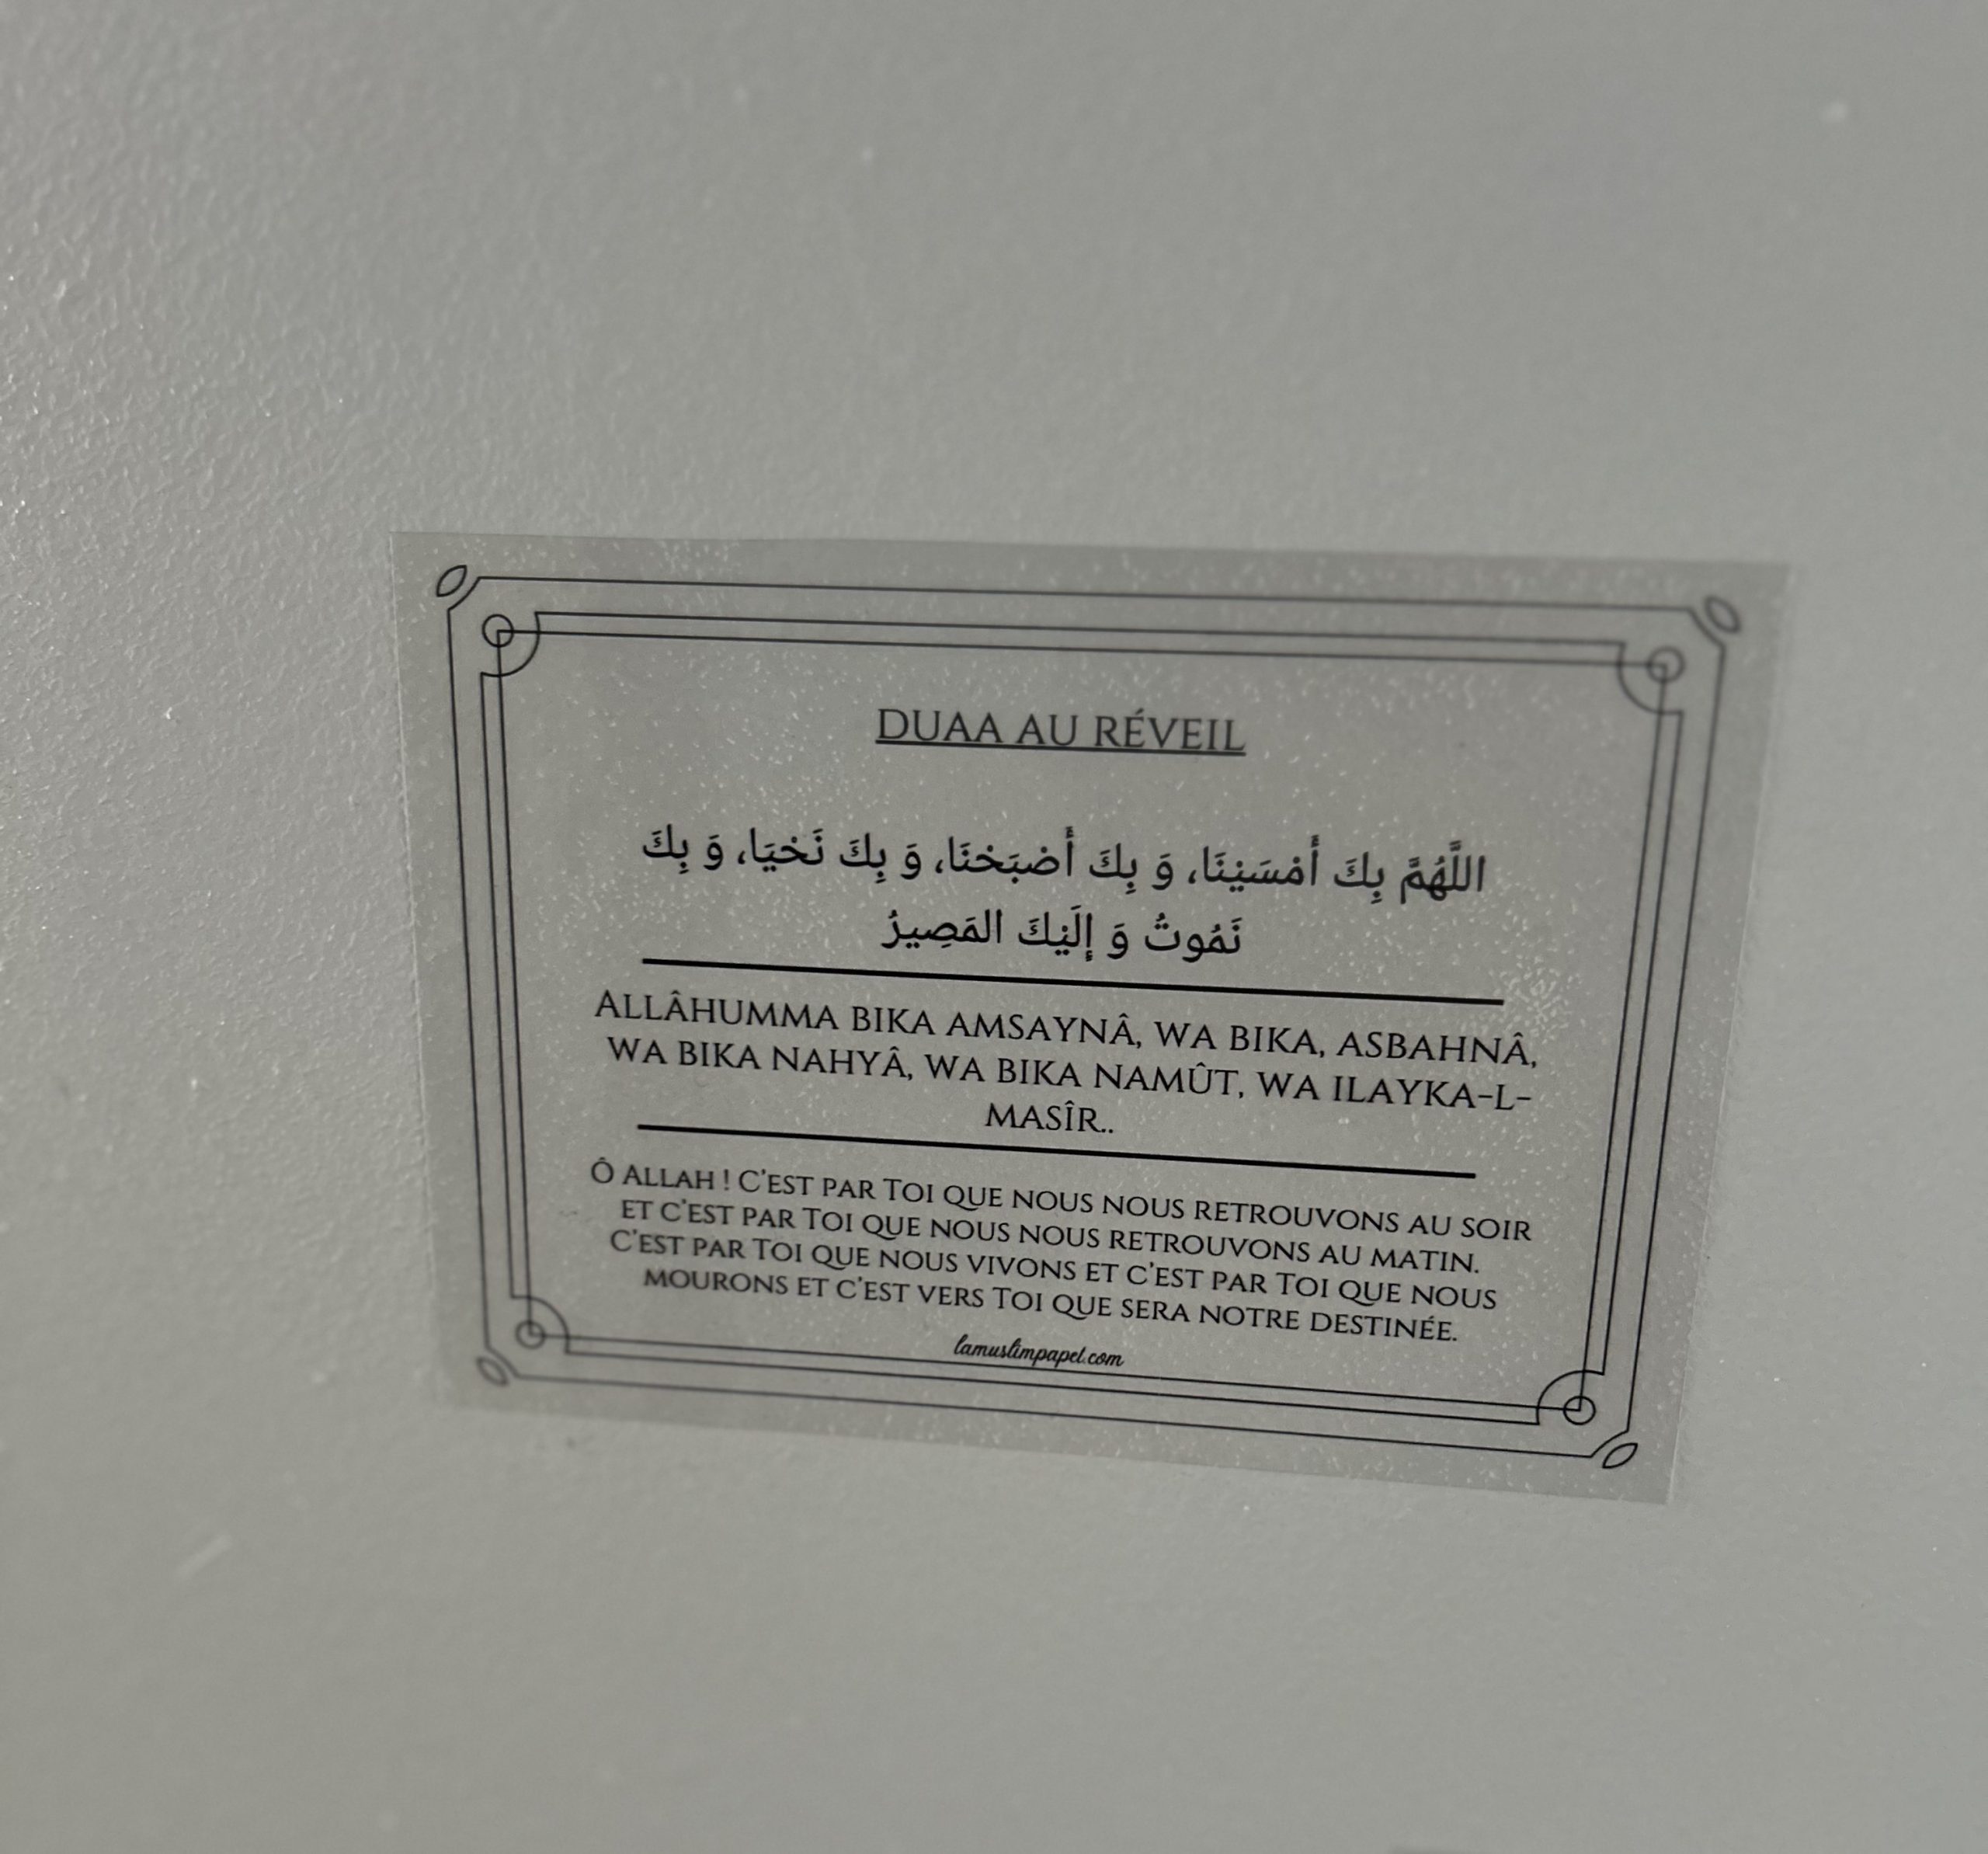 DUAA AU RÉVEIL
اللَّهُمَّ بِكَ أَمْسَيْنَا، وَ بِكَ أَصْبَحْنَا، وَ بِكَ نَحْيَا، وَ بِكَ
نَمُوتُ وَ إِلَيْكَ المَصِيرُ
ALLÂHUMMA BIKA AMSAYNÂ, WA BIKA, ASBAHNÂ,
WA BIKA NAHYÂ, WA BIKA NAMÛT, WA ILAYKA-L-
MASÎR..
Ô ALLAH ! C'EST PAR TOI QUE NOUS NOUS RETROUVONS AU SOIR
ET C'EST PAR TOI QUE NOUS NOUS RETROUVONS AU MATIN.
C'EST PAR TOI QUE NOUS VIVONS ET C'EST PAR TOI QUE NOUS
MOURONS ET C'EST VERS TOI QUE SERA NOTRE DESTINÉE.
lamuslimpapel.com